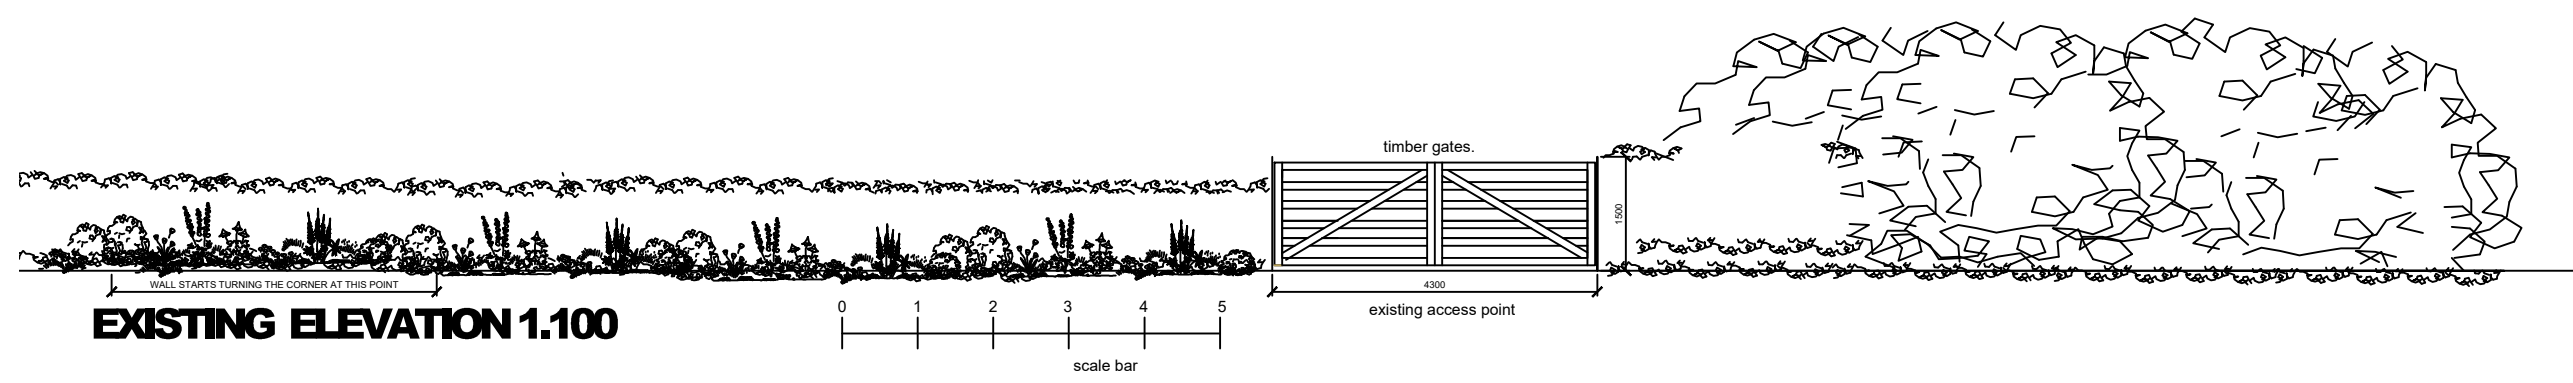 timber gates.
1500
WALL STARTS TURNING THE CORNER AT THIS POINT
4300
EXISTING ELEVATION 1.100
0 1 2 3 4 5
existing access point
scale bar